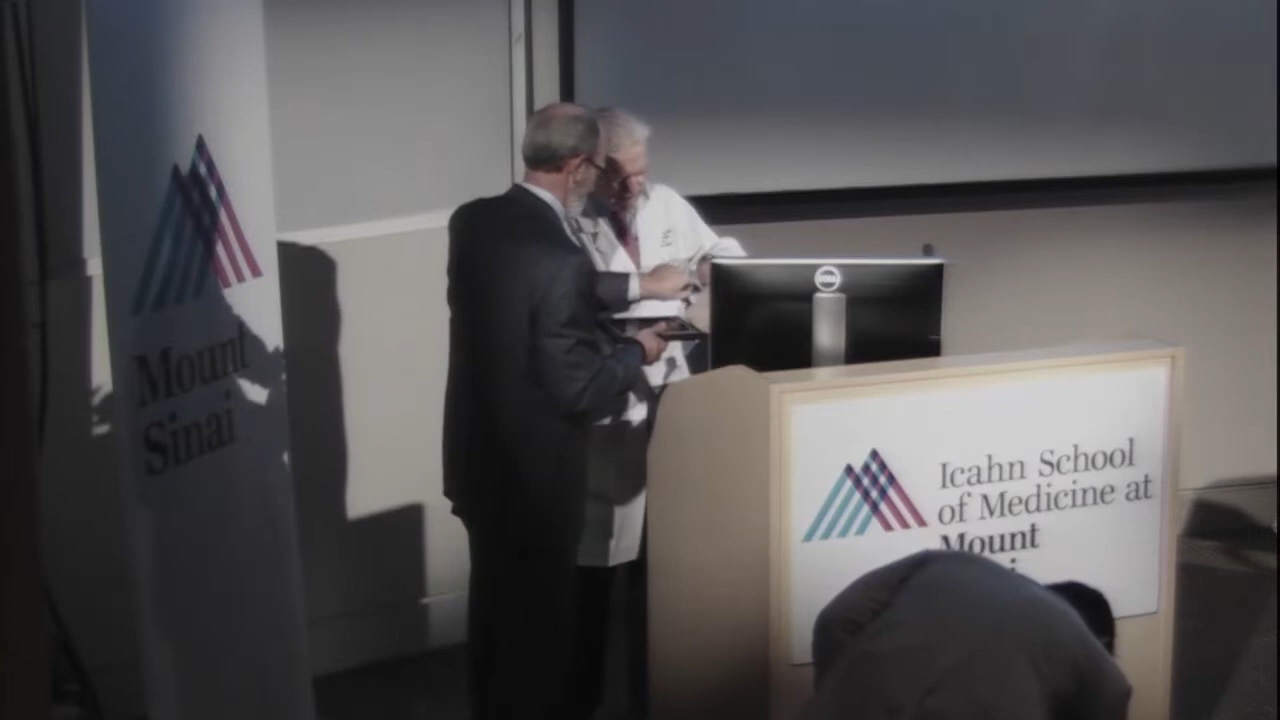 Mount
Sinai
DELL
Icahn School
of Medicine at
Mount